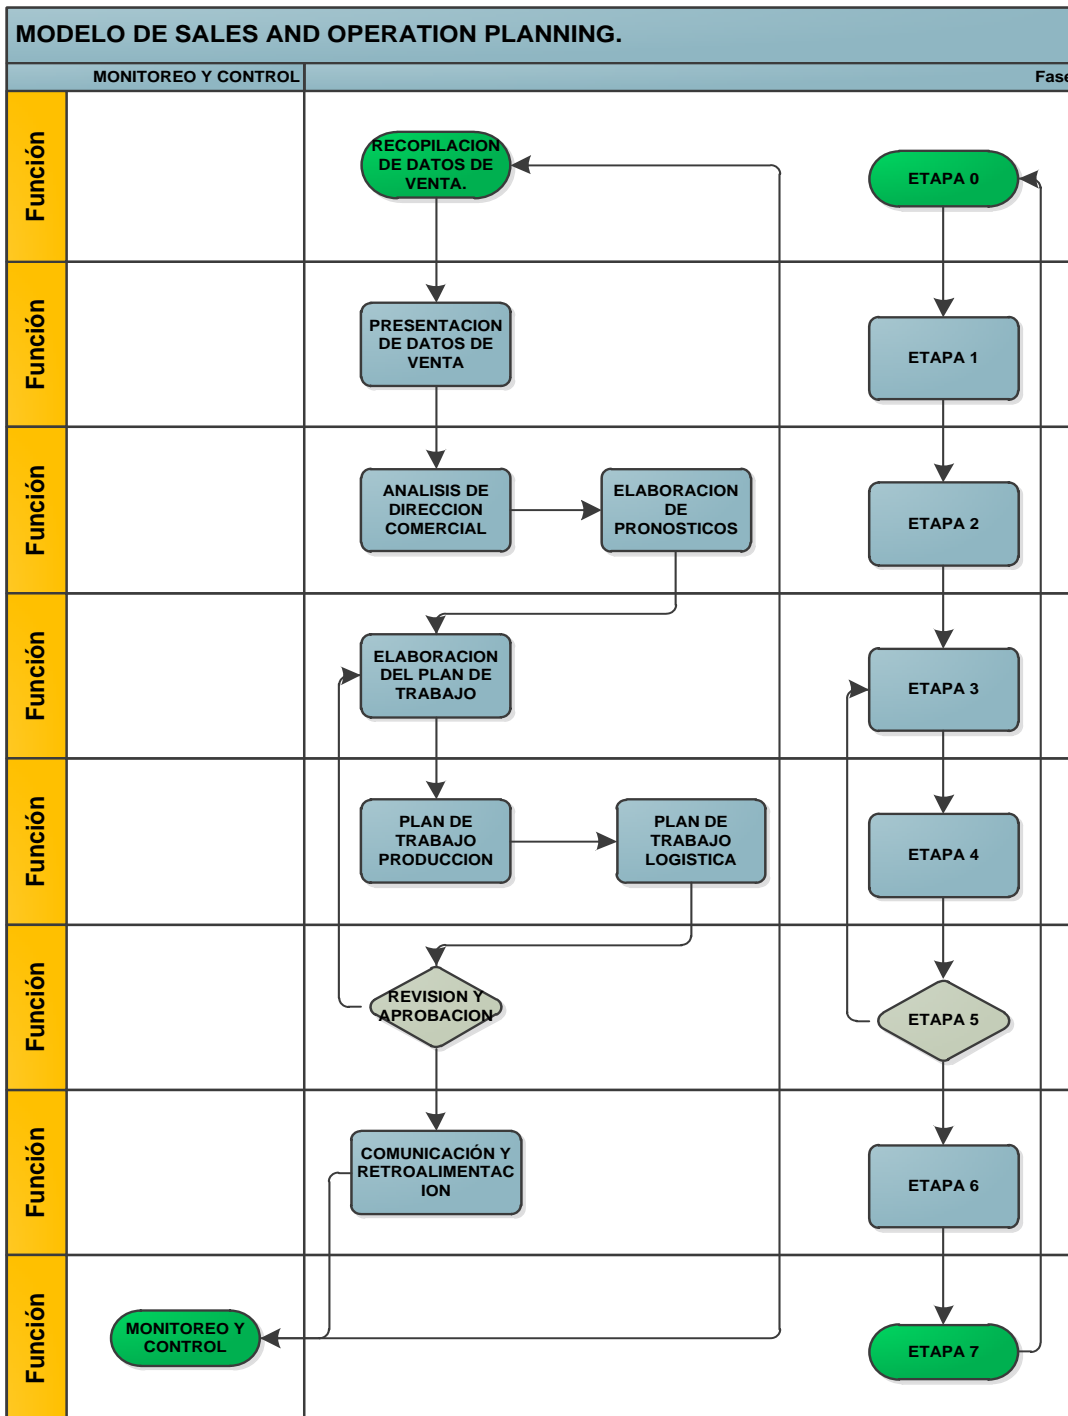 MODELO DE SALES AND OPERATION PLANNING.
MONITOREO Y CONTROL
Fase
Función
RECOPILACION
DE DATOS DE
VENTA.
ETAPA 0
Función
PRESENTACION
DE DATOS DE
VENTA
ETAPA 1
Función
ANALISIS DE
DIRECCION
COMERCIAL
ELABORACION
DE
PRONOSTICOS
ETAPA 2
Función
ELABORACION
DEL PLAN DE
TRABAJO
ETAPA 3
Función
PLAN DE
TRABAJO
PRODUCCION
PLAN DE
TRABAJO
LOGISTICA
ETAPA 4
Función
REVISION Y
APROBACION
ETAPA 5
Función
COMUNICACIÓN Y
RETROALIMENTAC
ION
ETAPA 6
Función
MONITOREO Y
CONTROL
ETAPA 7